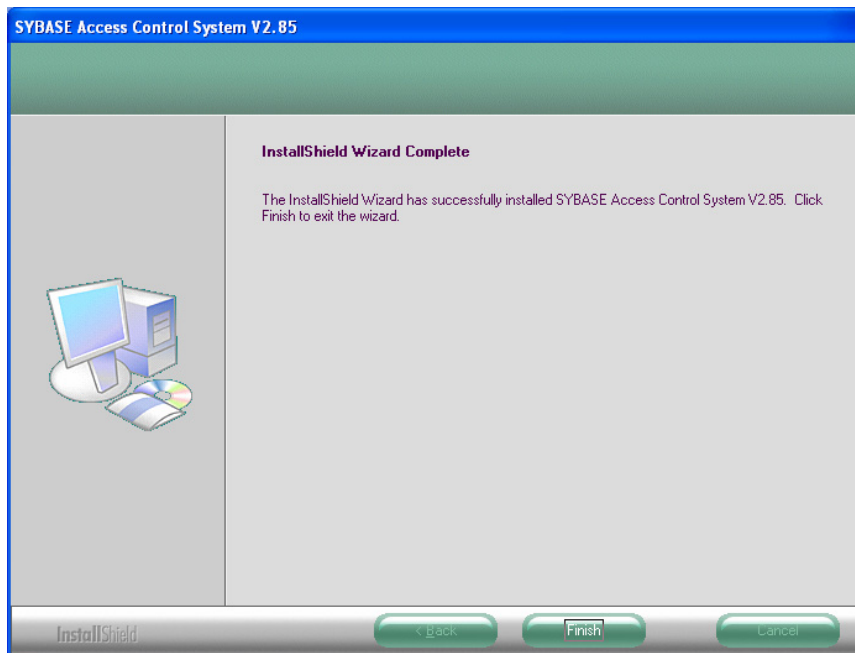 SYBASE Access Control System V2.85
InstallShield Wizard Complete
The InstallShield Wizard has successfully installed SYBASE Access Control System V2.85. Click
Finish to exit the wizard.
InstallShield
< Back
Finish
Cancel